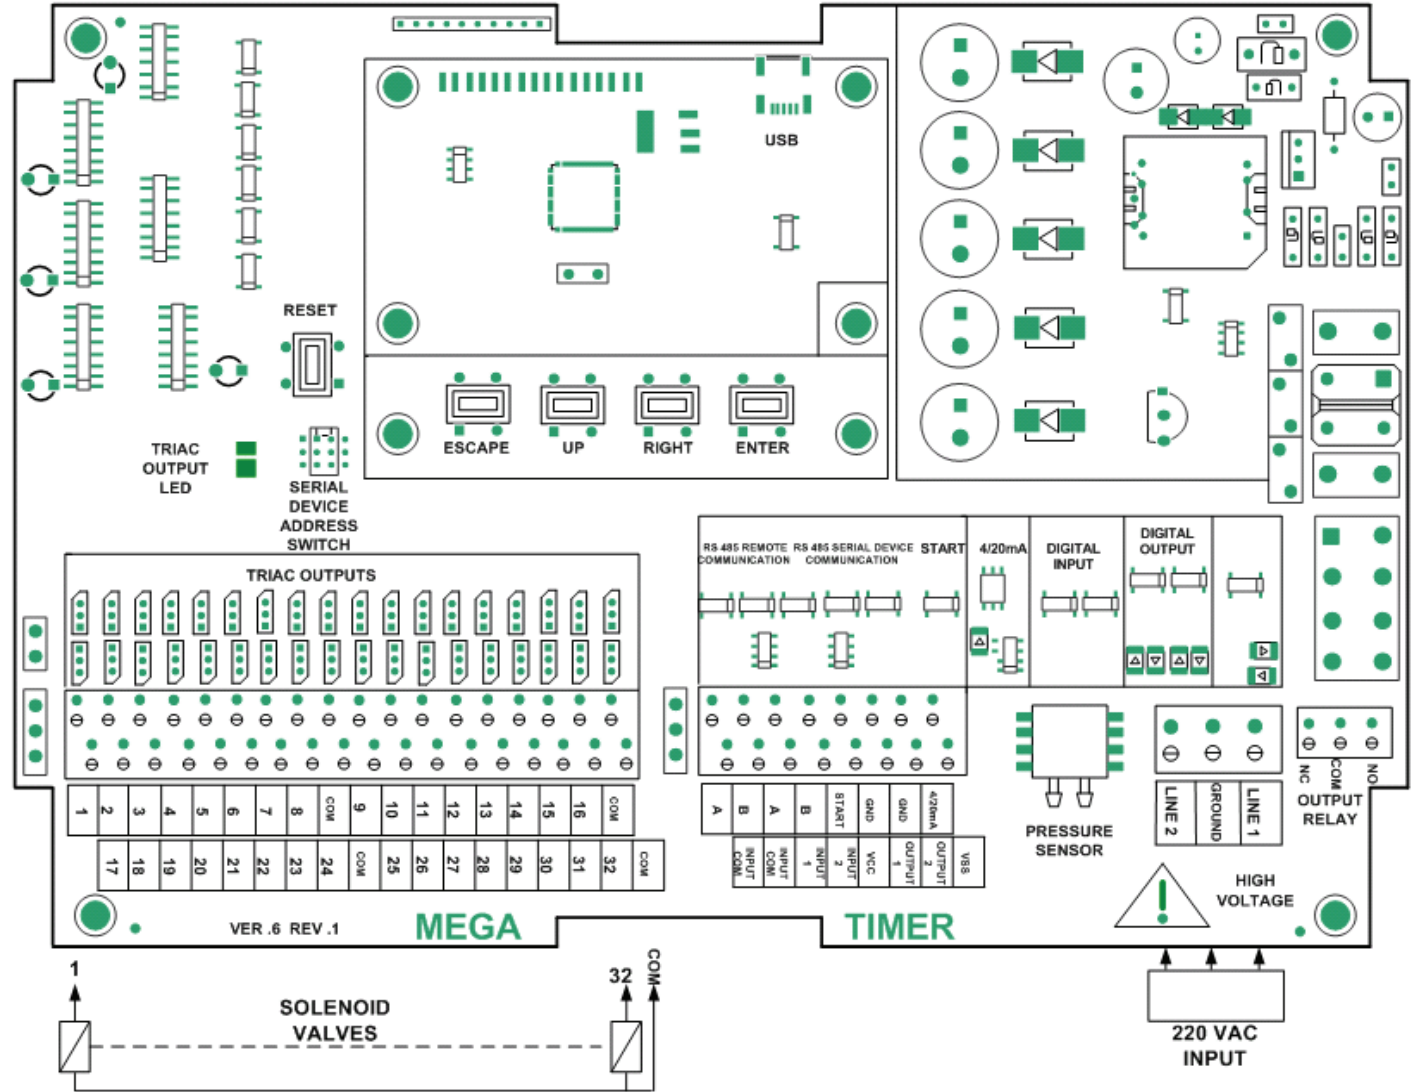 USB
RESET
ESCAPE
UP
RIGHT
ENTER
TRIAC
OUTPUT
LED
SERIAL
DEVICE
ADDRESS
SWITCH
RS 485 REMOTE
COMMUNICATION
RS 485 SERIAL DEVICE
COMMUNICATION
START
4/20mA
DIGITAL
INPUT
DIGITAL
OUTPUT
TRIAC OUTPUTS
1 2 3 4 5 6 7 8 COM 9 10 11 12 13 14 15 16 COM
17 18 19 20 21 22 23 24 COM 25 26 27 28 29 30 31 32 COM
A B A B START GND GND 4/20mA
INPUT
COM
INPUT
COM
INPUT
1
INPUT
2
VCC
OUTPUT
1
OUTPUT
2
VSS
PRESSURE
SENSOR
LINE 2
GROUND
LINE 1
NC COM NO
OUTPUT
RELAY
HIGH
VOLTAGE
VER .6 REV .1
MEGA TIMER
1
32
COM
SOLENOID
VALVES
220 VAC
INPUT